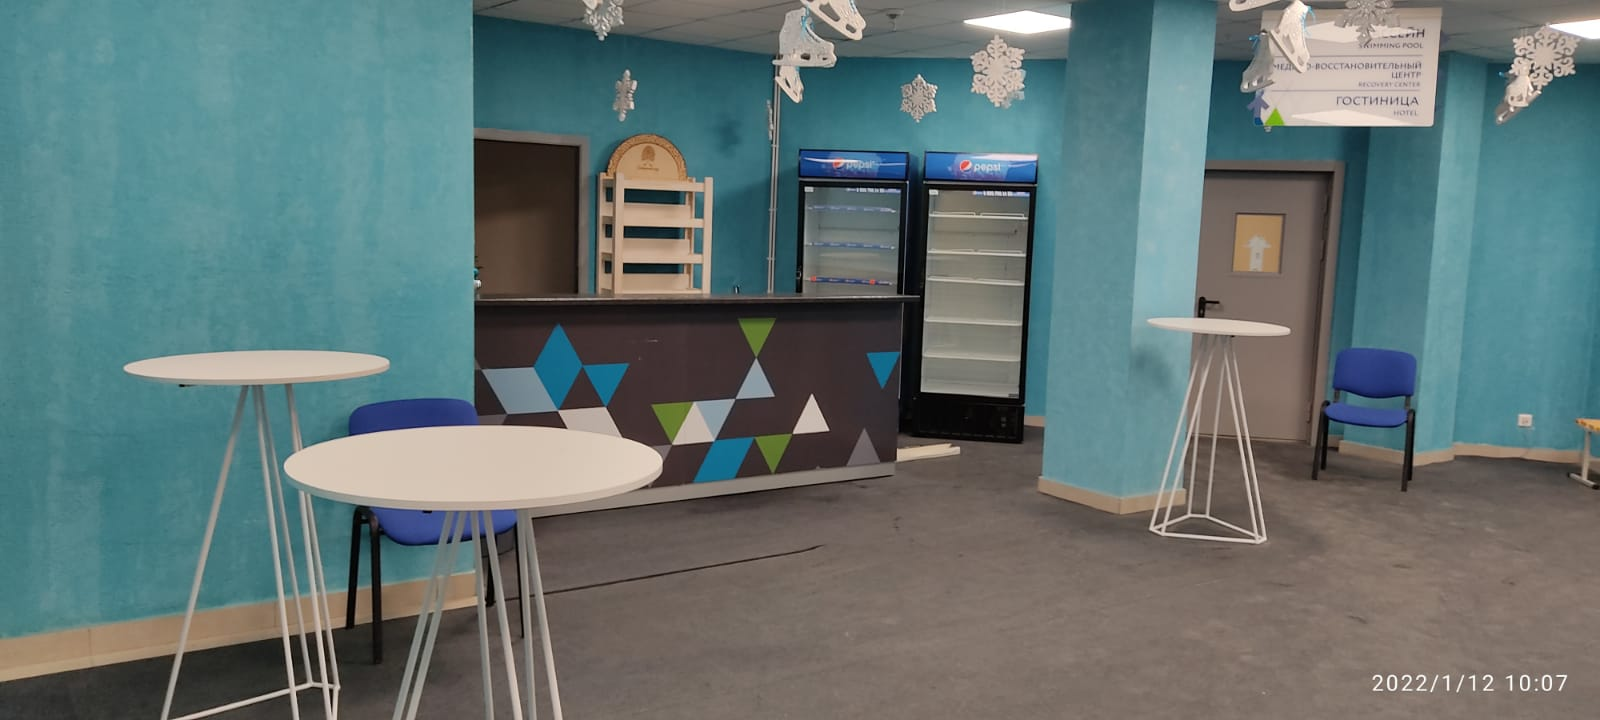 pepsi
pepsi
SWIMMING POOL
ВОССТАНОВИТЕЛЬНЫЙ
ЦЕНТР
RECOVERY CENTER
ГОСТИНИЦА
HOTEL
2022/1/12 10:07